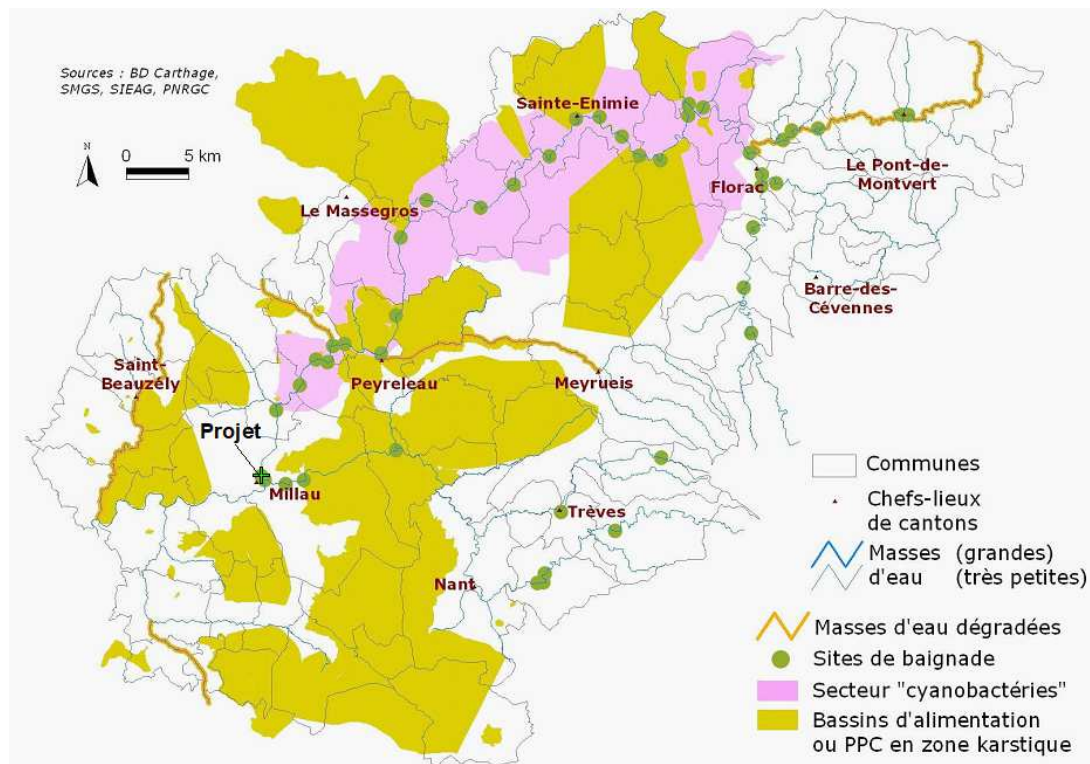 Sources : BD Carthage,
SMGS, SIEAG, PNRGC
N
0 5 km
Sainte-Enimie
Le Massegros
Florac
Le Pont-de-
Montvert
Barre-des-
Cévennes
Saint-
Beauzély
Peyreleau
Meyrueis
Projet
Millau
Trèves
Nant
Communes
Chefs-lieux
de cantons
Masses (grandes)
d'eau (très petites)
Masses d'eau dégradées
Sites de baignade
Secteur "cyanobactéries"
Bassins d'alimentation
ou PPC en zone karstique